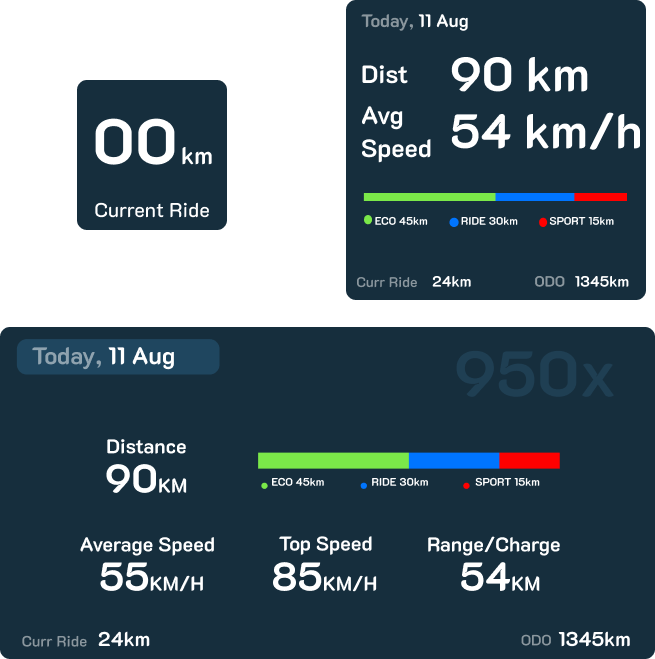 00 km
Current Ride
Today, 11 Aug
Dist 90 km
Avg
Speed 54 km/h
ECO 45km RIDE 30km SPORT 15km
Curr Ride 24km ODO 1345km
Today, 11 Aug
950x
Distance
90KM
ECO 45km RIDE 30km SPORT 15km
Average Speed Top Speed Range/Charge
55KM/H 85KM/H 54KM
Curr Ride 24km ODO 1345km